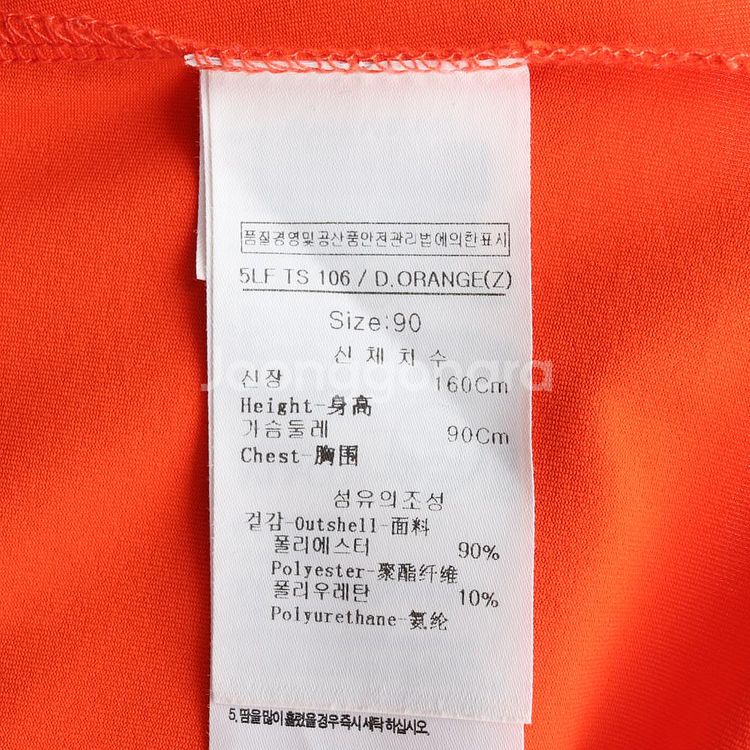 품질경영및공산품안전관리법에의한표시
5LF TS 106 / D.ORANGE(Z)
Size:90
신 체 치 수
신장 160Cm
Height-身高
가슴둘레 90Cm
Chest-胸围
섬유의조성
겉감-Outshell-面料
폴리에스터 90%
Polyester-聚酯纤维
폴리우레탄 10%
Polyurethane-氨纶
5. 땀을 많이 흘렸을 경우 즉시 세탁 하십시오.
Joonggonara